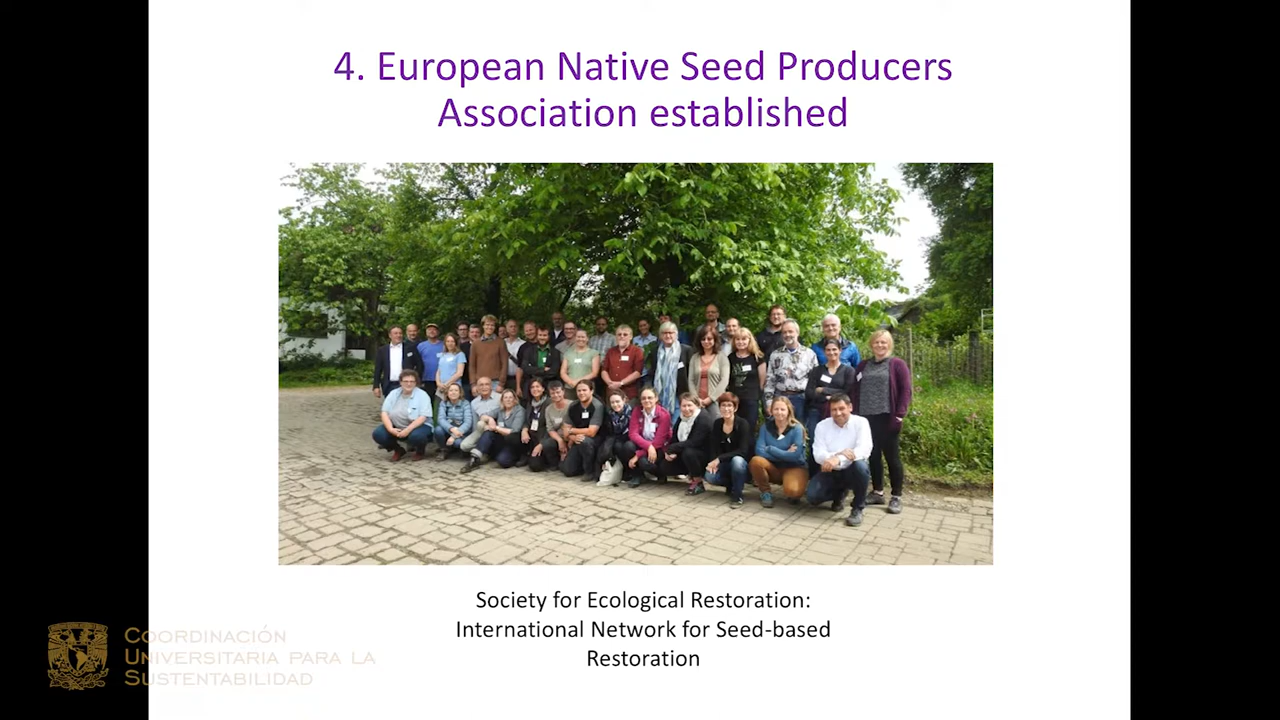 4. European Native Seed Producers
Association established
Society for Ecological Restoration:
International Network for Seed-based
Restoration
COORDINACIÓN
UNIVERSITARIA PARA LA
SUSTENTABILIDAD